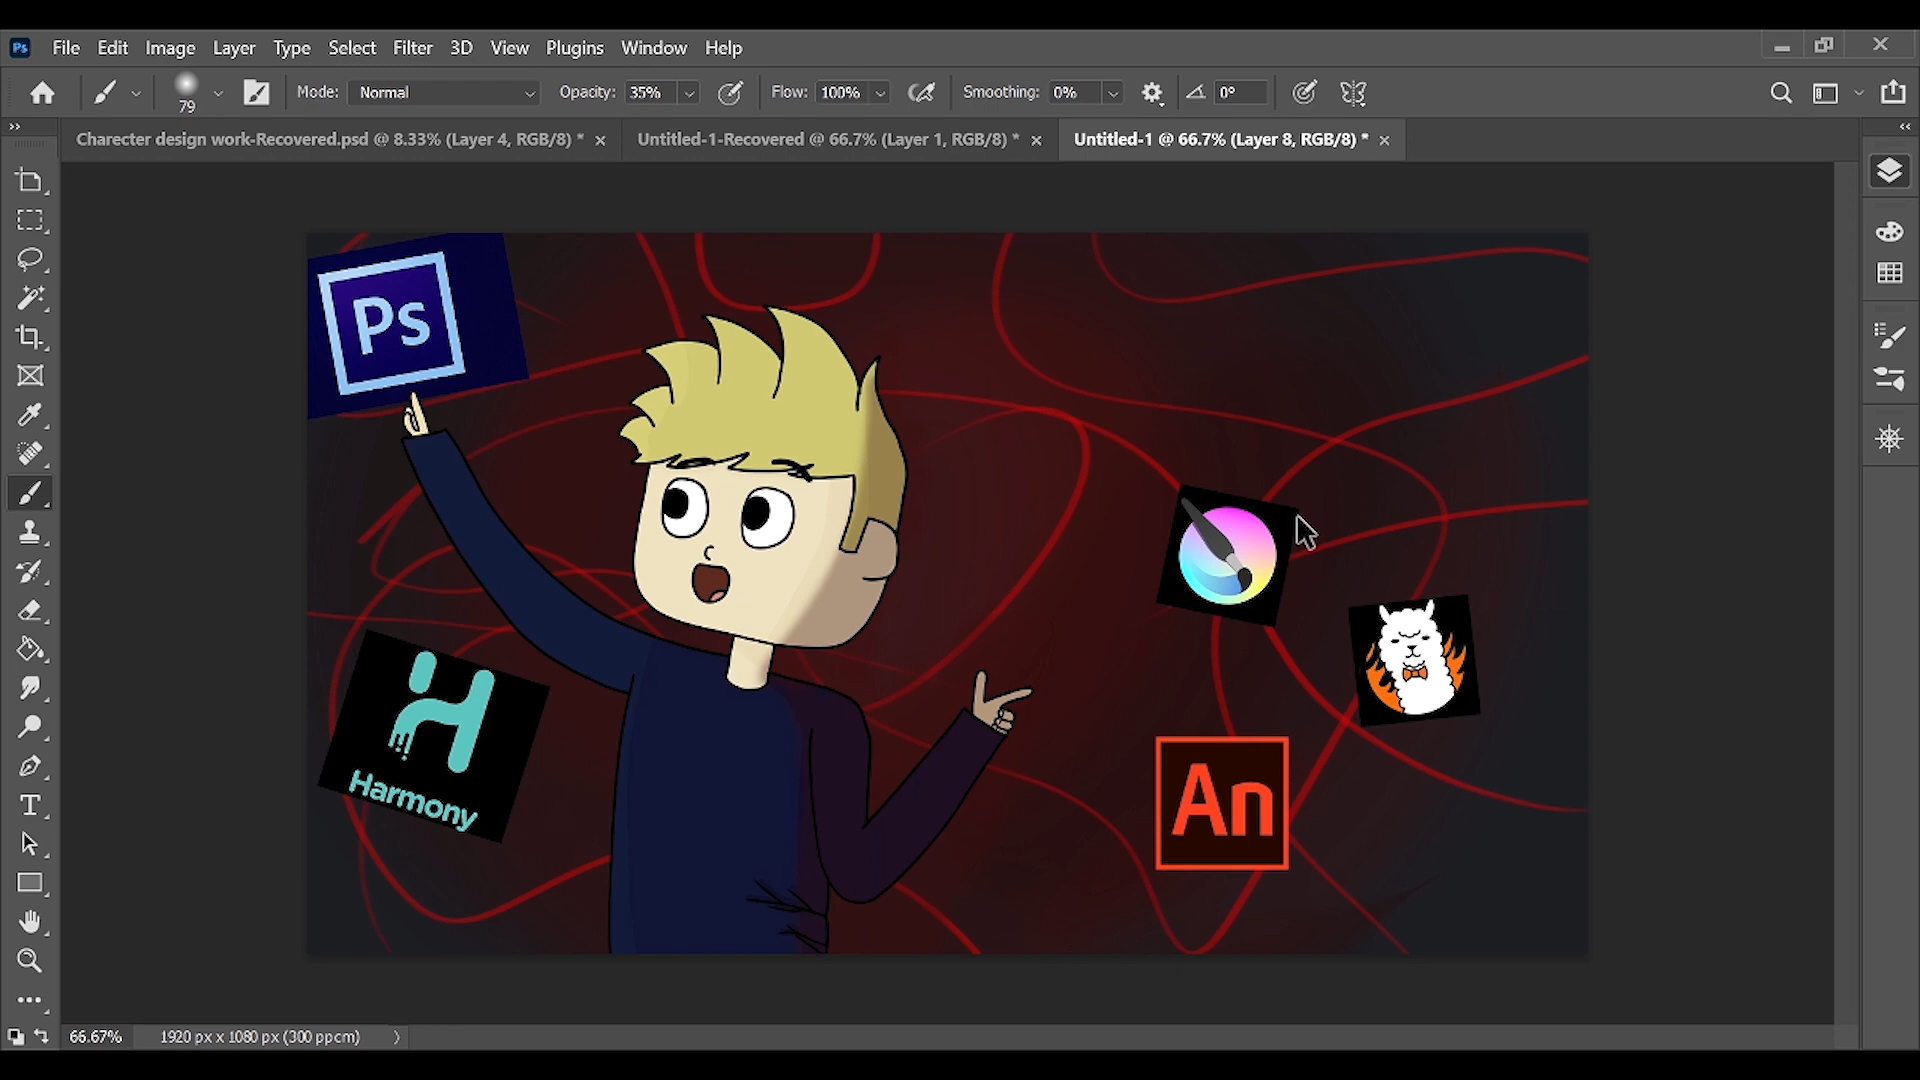 Ps File Edit Image Layer Type Select Filter 3D View Plugins Window Help
79 Mode: Normal Opacity: 35% Flow: 100% Smoothing: 0% 0°
Charecter design work-Recovered.psd @ 8.33% (Layer 4, RGB/8) * Untitled-1-Recovered @ 66.7% (Layer 1, RGB/8) * Untitled-1 @ 66.7% (Layer 8, RGB/8) *
Ps
Harmony
An
66.67% 1920 px x 1080 px (300 ppcm)